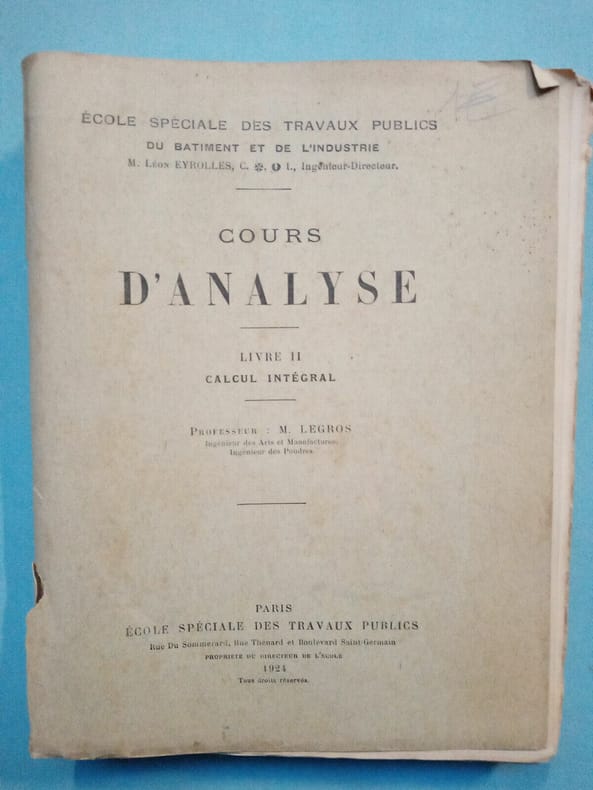 ÉCOLE SPÉCIALE DES TRAVAUX PUBLICS
DU BATIMENT ET DE L'INDUSTRIE
M. Léon EYROLLES, C. ✻. I., Ingénieur-Directeur.
COURS
D'ANALYSE
LIVRE II
CALCUL INTÉGRAL
Professeur : M. LEGROS
Ingénieur des Arts et Manufactures,
Ingénieur des Poudres.
PARIS
ÉCOLE SPÉCIALE DES TRAVAUX PUBLICS
Rue Du Sommerard, Rue Thénard et Boulevard Saint-Germain
PROPRIÉTÉ DU DIRECTEUR DE L'ÉCOLE
1924
Tous droits réservés.